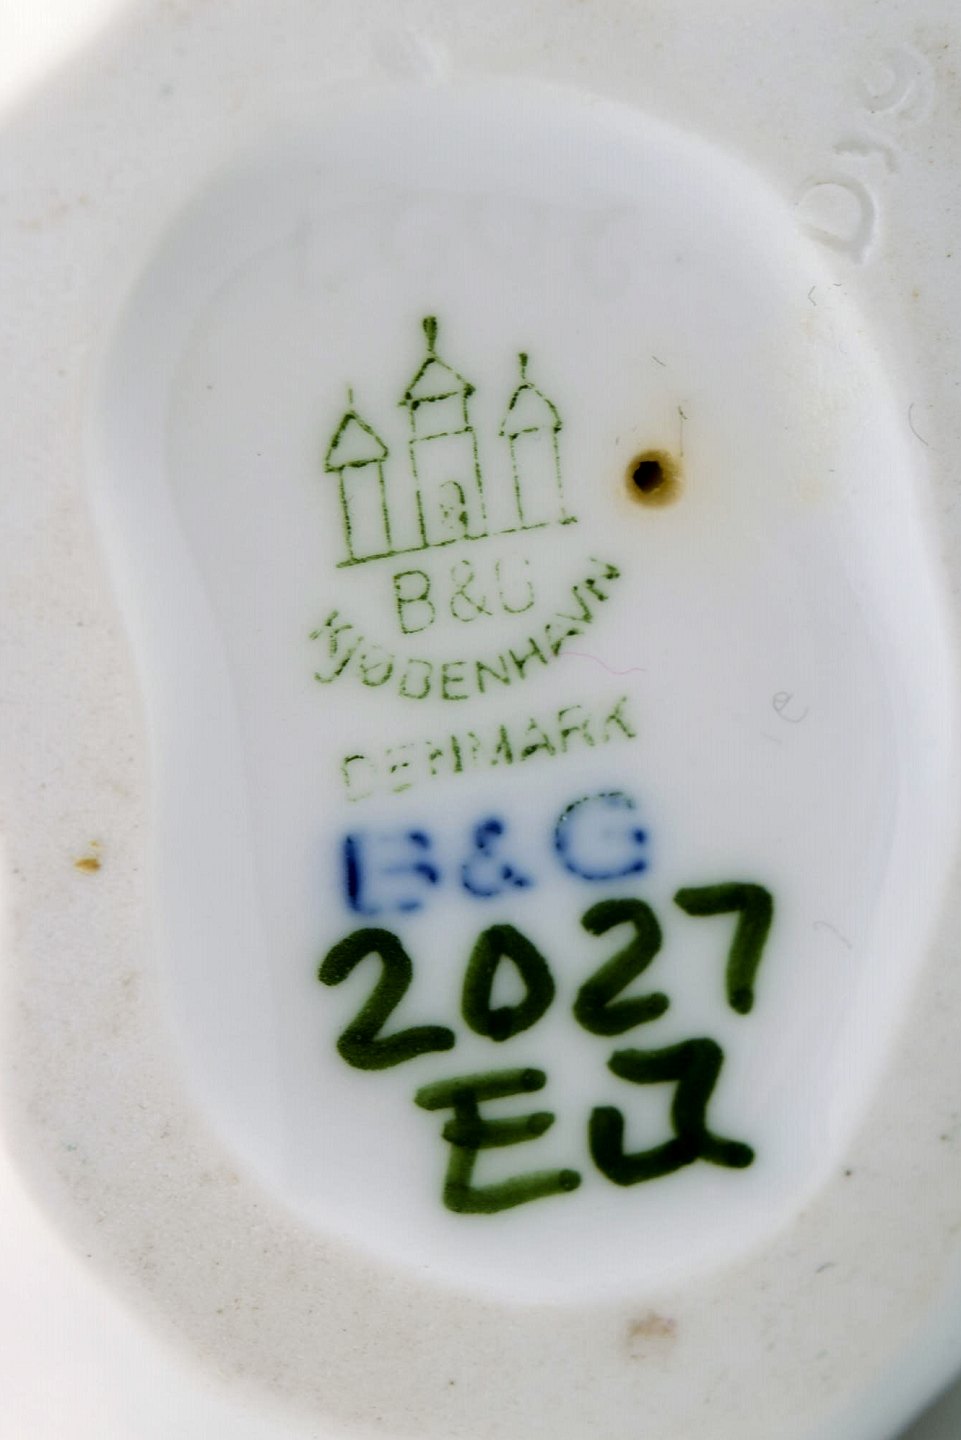 B&G
KJØBENHAVN
DENMARK
B&G
2027
EJ